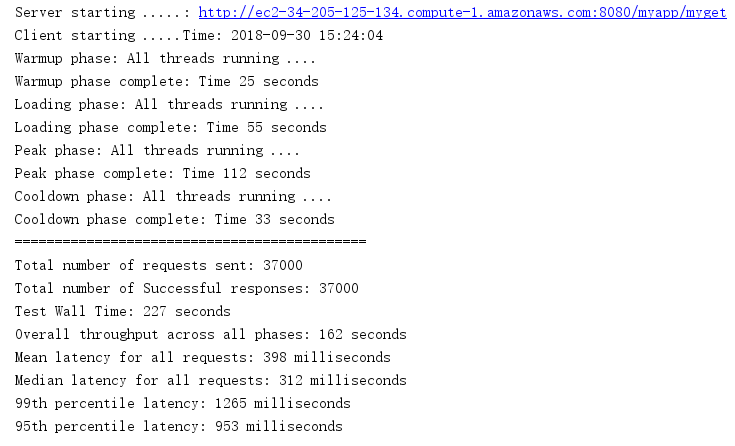 Server starting .....: http://ec2-34-205-125-134.compute-1.amazonaws.com:8080/myapp/myget
Client starting .....Time: 2018-09-30 15:24:04
Warmup phase: All threads running ....
Warmup phase complete: Time 25 seconds
Loading phase: All threads running ....
Loading phase complete: Time 55 seconds
Peak phase: All threads running ....
Peak phase complete: Time 112 seconds
Cooldown phase: All threads running ....
Cooldown phase complete: Time 33 seconds
============================================
Total number of requests sent: 37000
Total number of Successful responses: 37000
Test Wall Time: 227 seconds
Overall throughput across all phases: 162 seconds
Mean latency for all requests: 398 milliseconds
Median latency for all requests: 312 milliseconds
99th percentile latency: 1265 milliseconds
95th percentile latency: 953 milliseconds